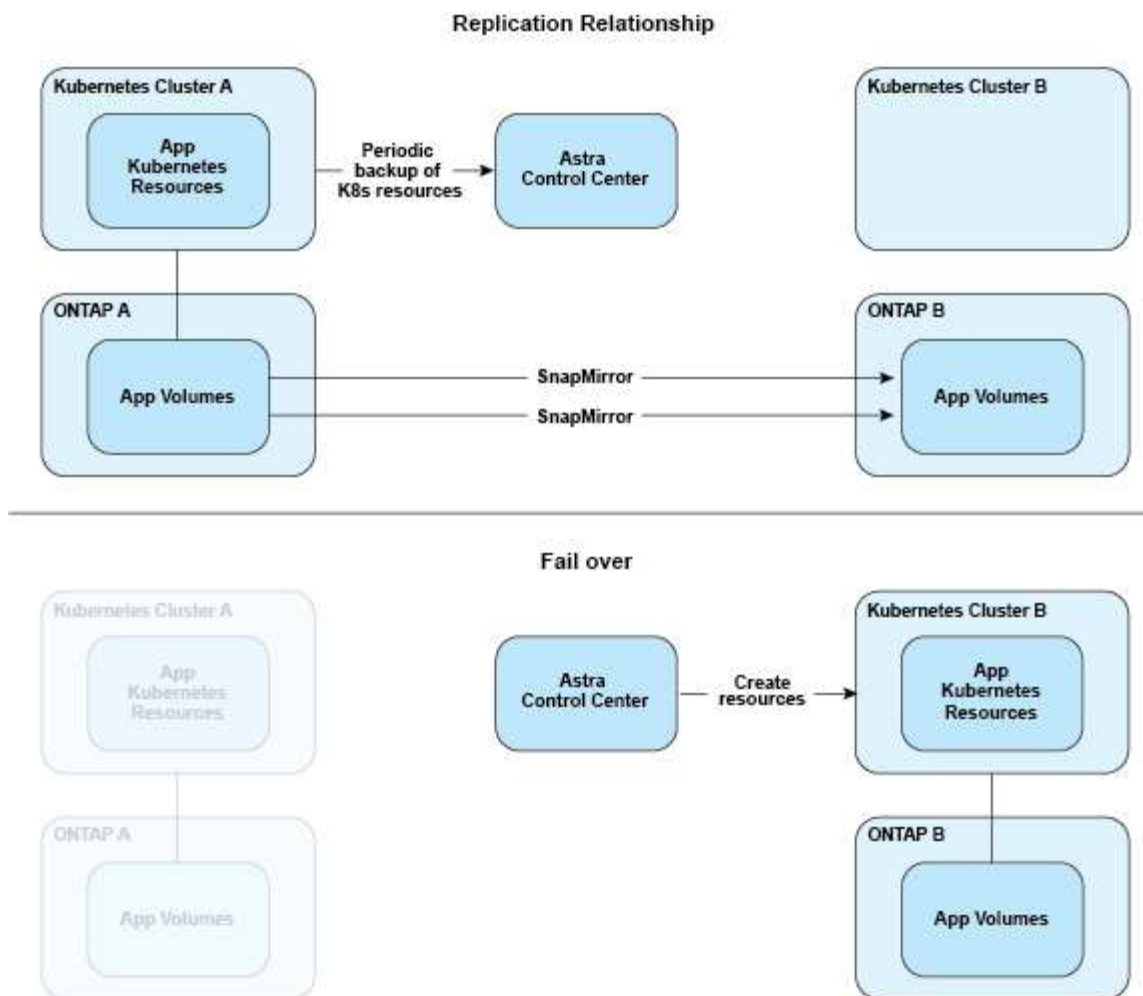 Replication Relationship
Kubernetes Cluster A
App
Kubernetes
Resources
Periodic
backup of
K8s resources
Astra
Control Center
Kubernetes Cluster B
ONTAP A
App Volumes
SnapMirror
SnapMirror
ONTAP B
App Volumes
Fail over
Kubernetes Cluster A
App
Kubernetes
Resources
Astra
Control Center
Create
resources
Kubernetes Cluster B
App
Kubernetes
Resources
ONTAP A
App Volumes
ONTAP B
App Volumes